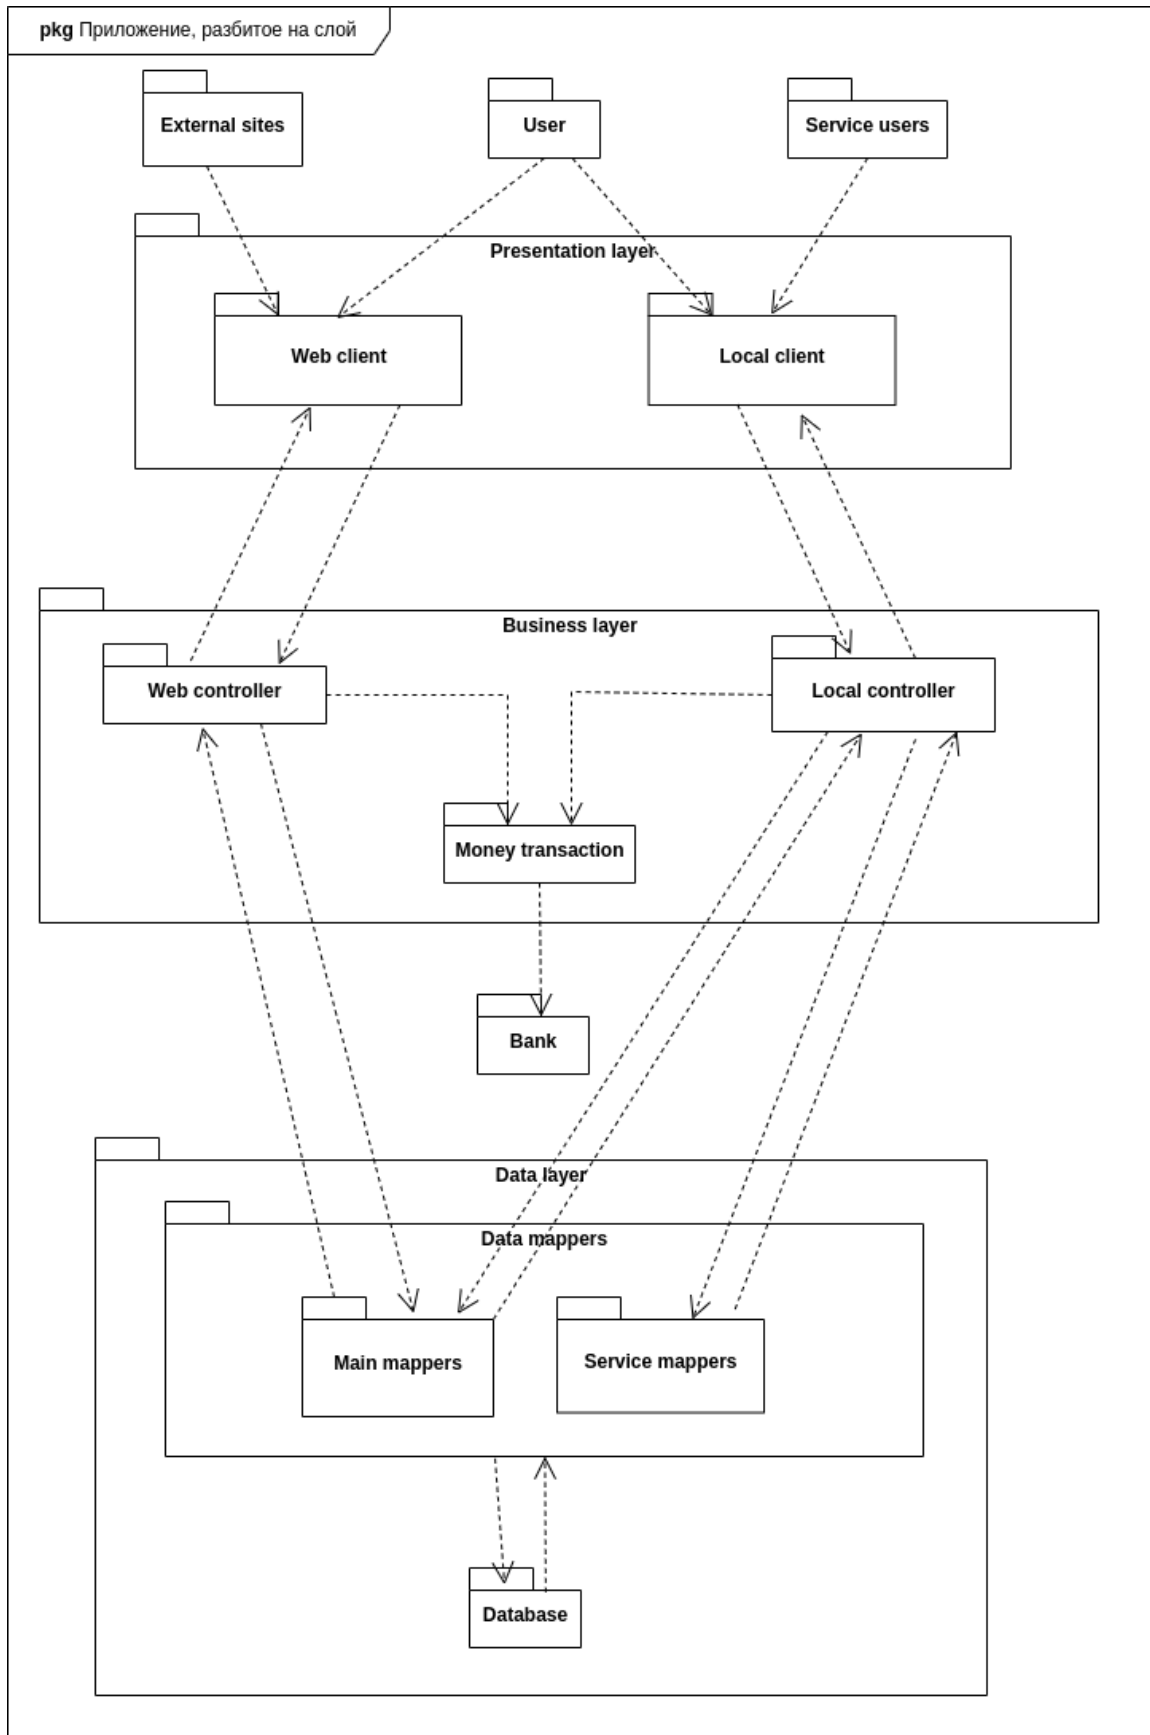 pkg Приложение, разбитое на слой
External sites
User
Service users
Presentation layer
Web client
Local client
Business layer
Web controller
Local controller
Money transaction
Bank
Data layer
Data mappers
Main mappers
Service mappers
Database